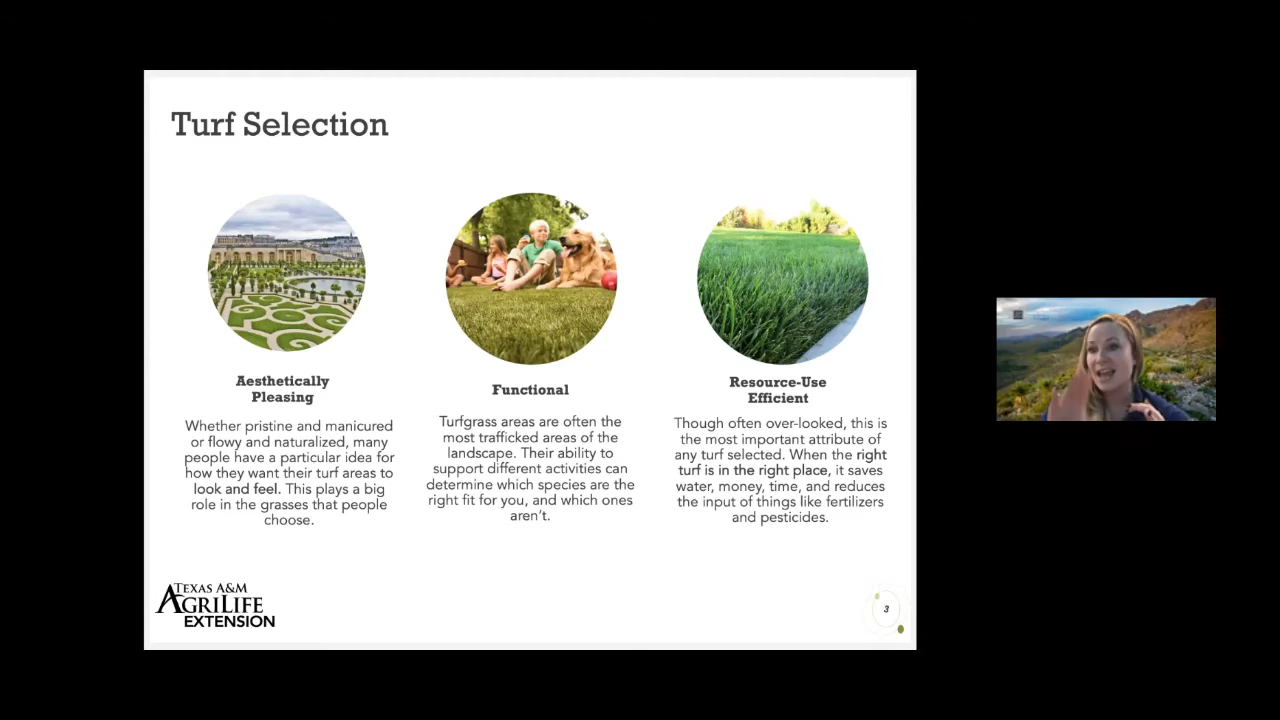 Turf Selection
Aesthetically
Pleasing
Whether pristine and manicured
or flowy and naturalized, many
people have a particular idea for
how they want their turf areas to
look and feel. This plays a big
role in the grasses that people
choose.
Functional
Turfgrass areas are often the
most trafficked areas of the
landscape. Their ability to
support different activities can
determine which species are the
right fit for you, and which ones
aren't.
Resource-Use
Efficient
Though often over-looked, this is
the most important attribute of
any turf selected. When the right
turf is in the right place, it saves
water, money, time, and reduces
the input of things like fertilizers
and pesticides.
TEXAS A&M
AGRILIFE
EXTENSION
3